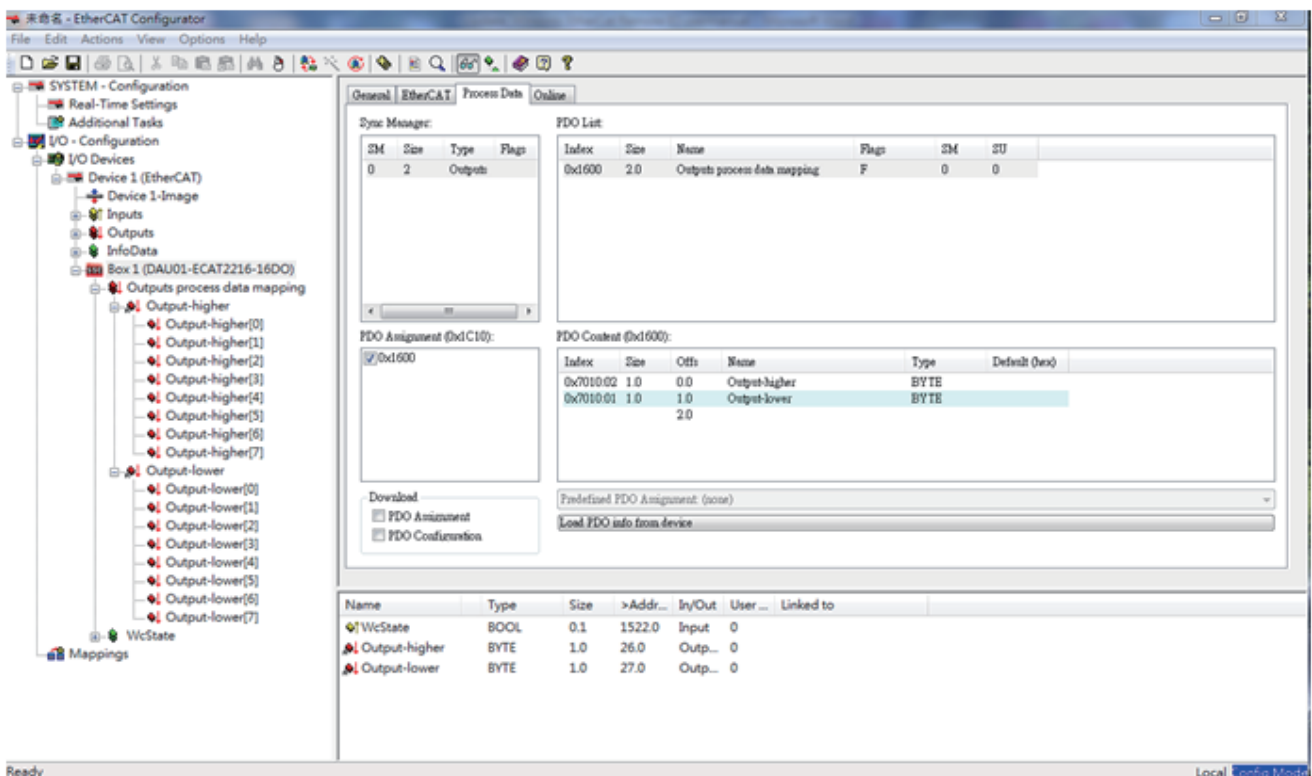 未命名 - EtherCAT Configurator
File Edit Actions View Options Help
SYSTEM - Configuration
Real-Time Settings
Additional Tasks
I/O - Configuration
I/O Devices
Device 1 (EtherCAT)
Device 1-Image
Inputs
Outputs
InfoData
Box 1 (DAU01-ECAT2216-16DO)
Outputs process data mapping
Output-higher
Output-higher[0]
Output-higher[1]
Output-higher[2]
Output-higher[3]
Output-higher[4]
Output-higher[5]
Output-higher[6]
Output-higher[7]
Output-lower
Output-lower[0]
Output-lower[1]
Output-lower[2]
Output-lower[3]
Output-lower[4]
Output-lower[5]
Output-lower[6]
Output-lower[7]
WcState
Mappings
General EtherCAT Process Data Online
Sync Manager:
SM Size Type Flags
0 2 Outputs
PDO List:
Index Size Name Flags SM SU
0x1600 2.0 Outputs process data mapping F 0 0
PDO Assignment (0x1C10):
0x1600
PDO Content (0x1600):
Index Size Offs Name Type Default (hex)
0x7010:02 1.0 0.0 Output-higher BYTE
0x7010:01 1.0 1.0 Output-lower BYTE
2.0
Download
PDO Assignment
PDO Configuration
Predefined PDO Assignment: (none)
Load PDO info from device
Name Type Size >Addr... In/Out User ... Linked to
WcState BOOL 0.1 1522.0 Input 0
Output-higher BYTE 1.0 26.0 Outp... 0
Output-lower BYTE 1.0 27.0 Outp... 0
Ready
Local Config Mode